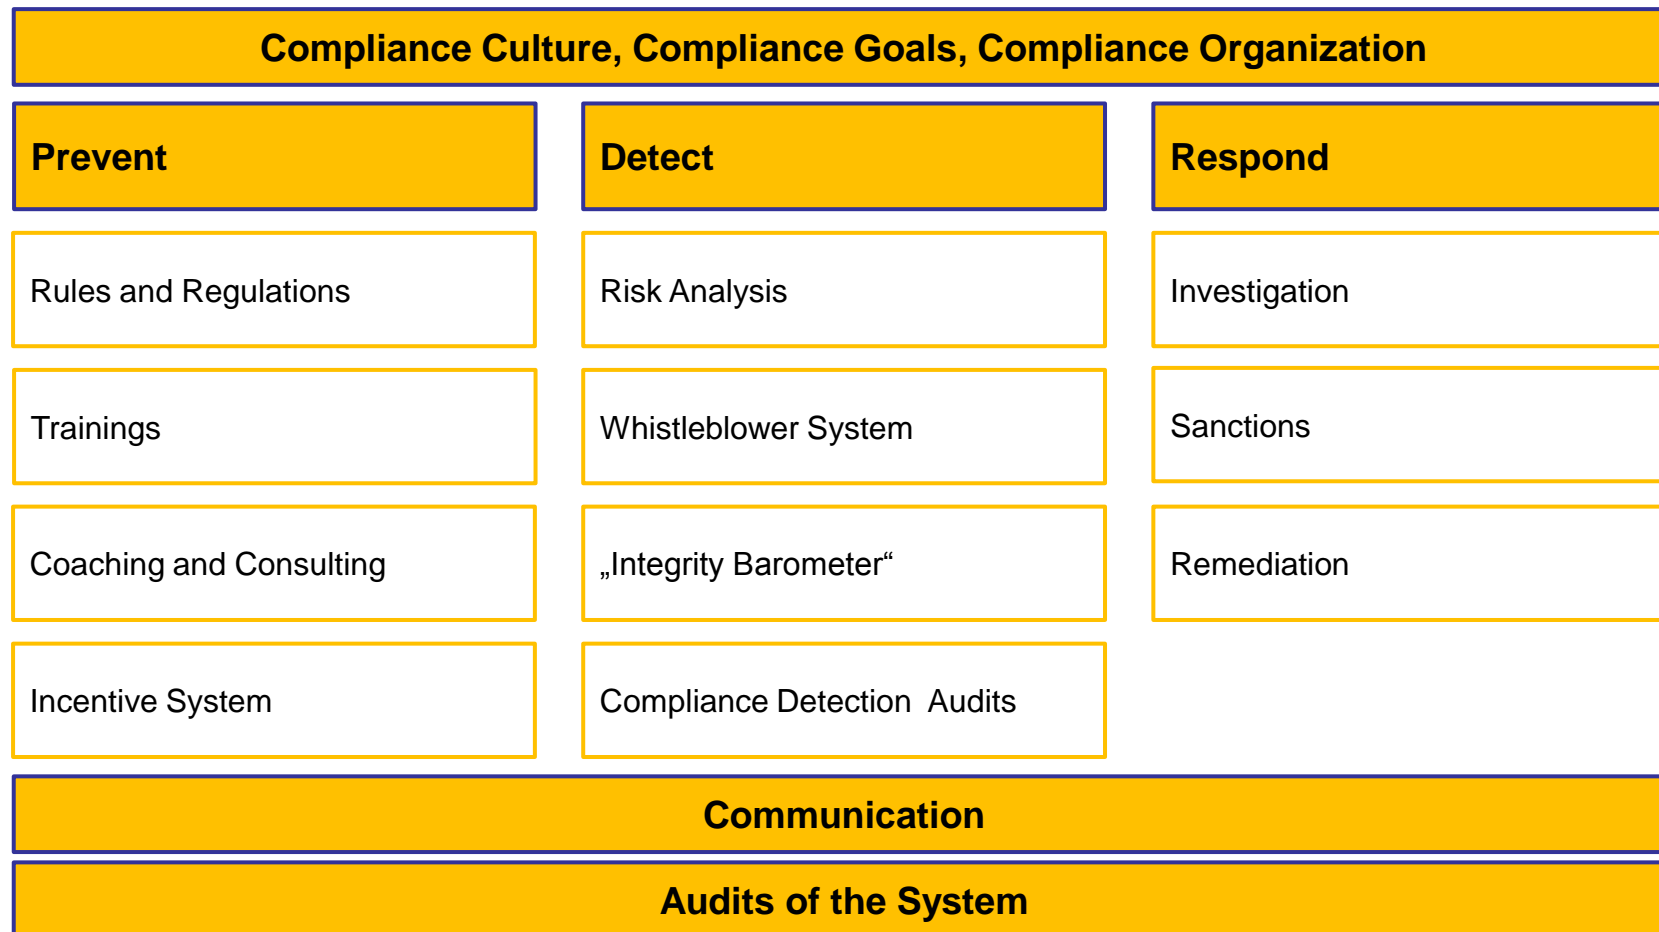 Compliance Culture, Compliance Goals, Compliance Organization
Prevent
Detect
Respond
Rules and Regulations
Risk Analysis
Investigation
Trainings
Whistleblower System
Sanctions
Coaching and Consulting
„Integrity Barometer“
Remediation
Incentive System
Compliance Detection  Audits
Communication
Audits of the System